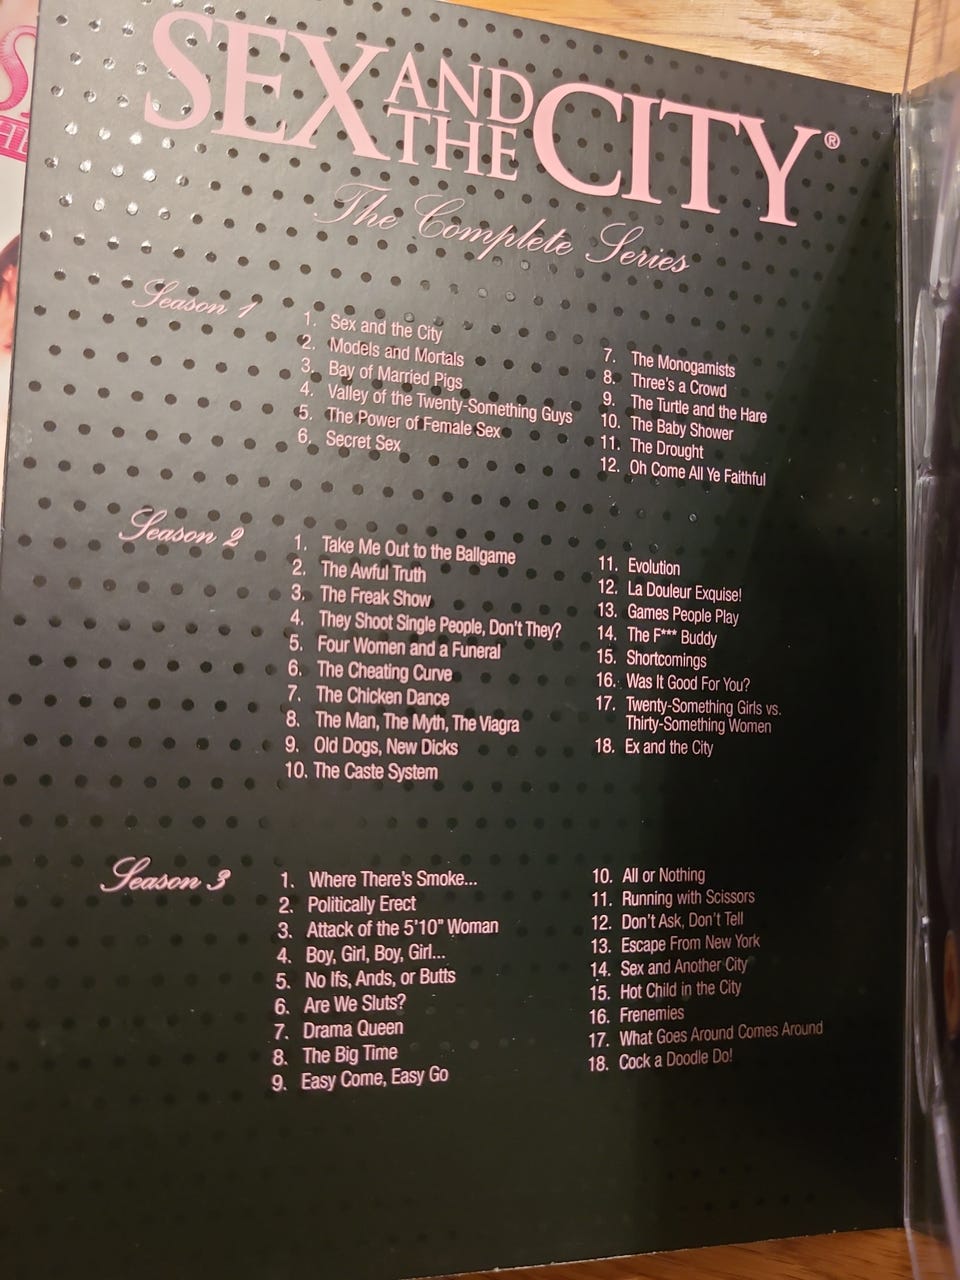 SEX AND THE CITY®
The Complete Series
Season 1
1. Sex and the City
2. Models and Mortals
3. Bay of Married Pigs
4. Valley of the Twenty-Something Guys
5. The Power of Female Sex
6. Secret Sex
7. The Monogamists
8. Three's a Crowd
9. The Turtle and the Hare
10. The Baby Shower
11. The Drought
12. Oh Come All Ye Faithful
Season 2
1. Take Me Out to the Ballgame
2. The Awful Truth
3. The Freak Show
4. They Shoot Single People, Don't They?
5. Four Women and a Funeral
6. The Cheating Curve
7. The Chicken Dance
8. The Man, The Myth, The Viagra
9. Old Dogs, New Dicks
10. The Caste System
11. Evolution
12. La Douleur Exquise!
13. Games People Play
14. The F*** Buddy
15. Shortcomings
16. Was It Good For You?
17. Twenty-Something Girls vs.
Thirty-Something Women
18. Ex and the City
Season 3
1. Where There's Smoke...
2. Politically Erect
3. Attack of the 5'10" Woman
4. Boy, Girl, Boy, Girl...
5. No Ifs, Ands, or Butts
6. Are We Sluts?
7. Drama Queen
8. The Big Time
9. Easy Come, Easy Go
10. All or Nothing
11. Running with Scissors
12. Don't Ask, Don't Tell
13. Escape From New York
14. Sex and Another City
15. Hot Child in the City
16. Frenemies
17. What Goes Around Comes Around
18. Cock a Doodle Do!